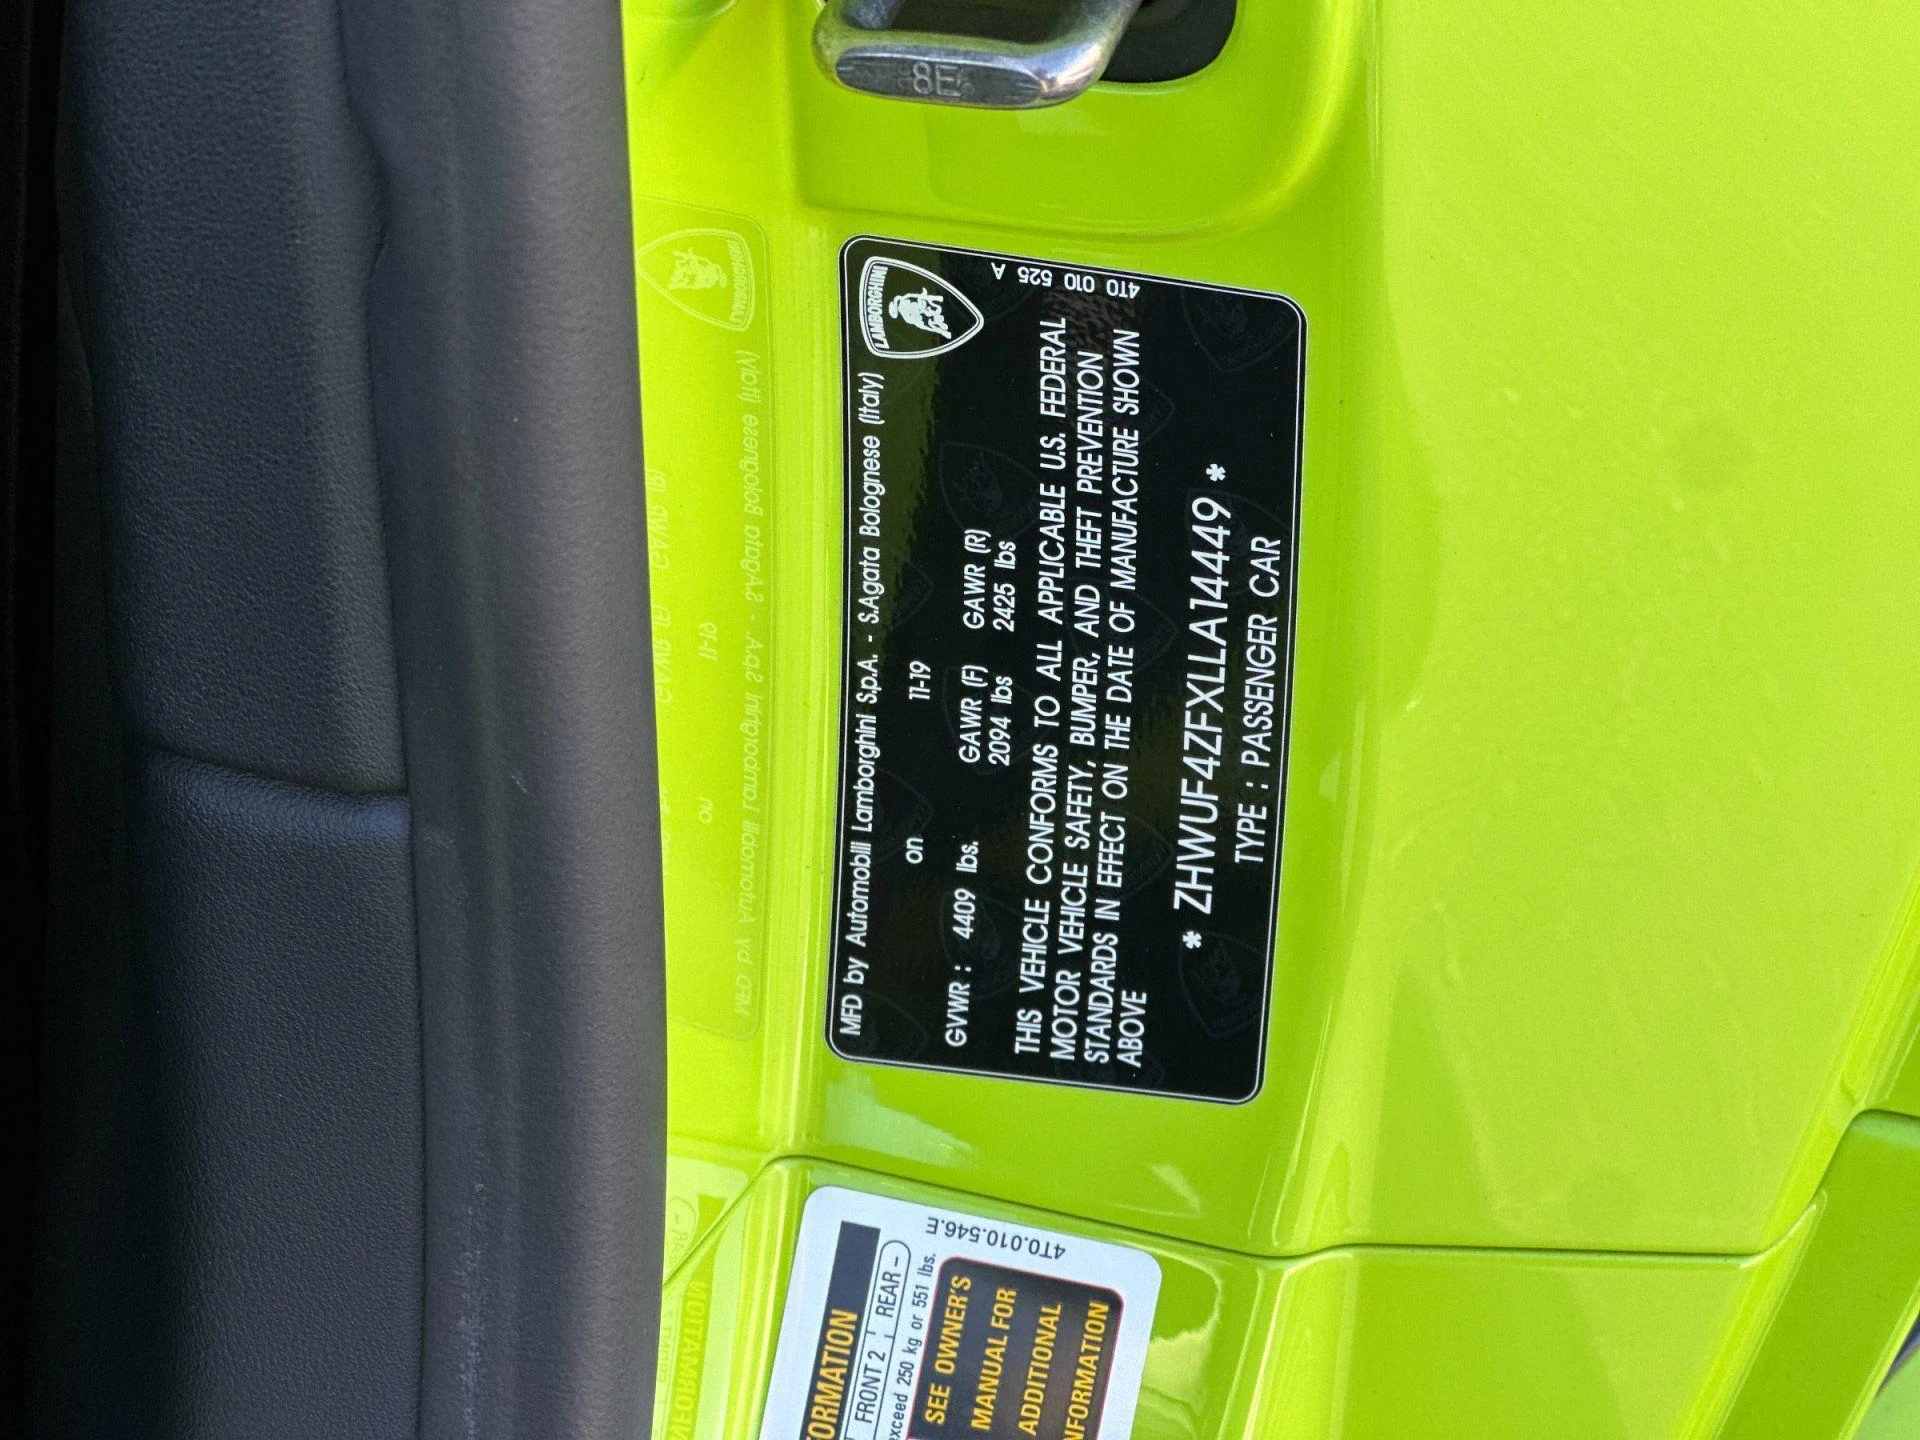 8E
LAMBORGHINI
MFD by Automobili Lamborghini S.p.A. - S.Agata Bolognese (Italy)
on 11-19
GAWR (F) GAWR (R)
GVWR : 4409 lbs. 2094 lbs 2425 lbs
THIS VEHICLE CONFORMS TO ALL APPLICABLE U.S. FEDERAL
MOTOR VEHICLE SAFETY, BUMPER, AND THEFT PREVENTION
STANDARDS IN EFFECT ON THE DATE OF MANUFACTURE SHOWN
ABOVE
* ZHWUF4ZFXLLA14449 *
TYPE : PASSENGER CAR
4T0 010 525 A
FRONT 2 REAR -
250 kg or 551 lbs.
SEE OWNER'S
MANUAL FOR
ADDITIONAL
4T0.010.546.E